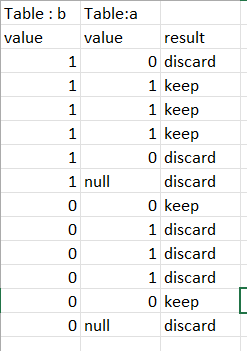 Table : b Table:a
value value result
1 0 discard
1 1 keep
1 1 keep
1 1 keep
1 0 discard
1 null discard
0 0 keep
0 1 discard
0 1 discard
0 1 discard
0 0 keep
0 null discard